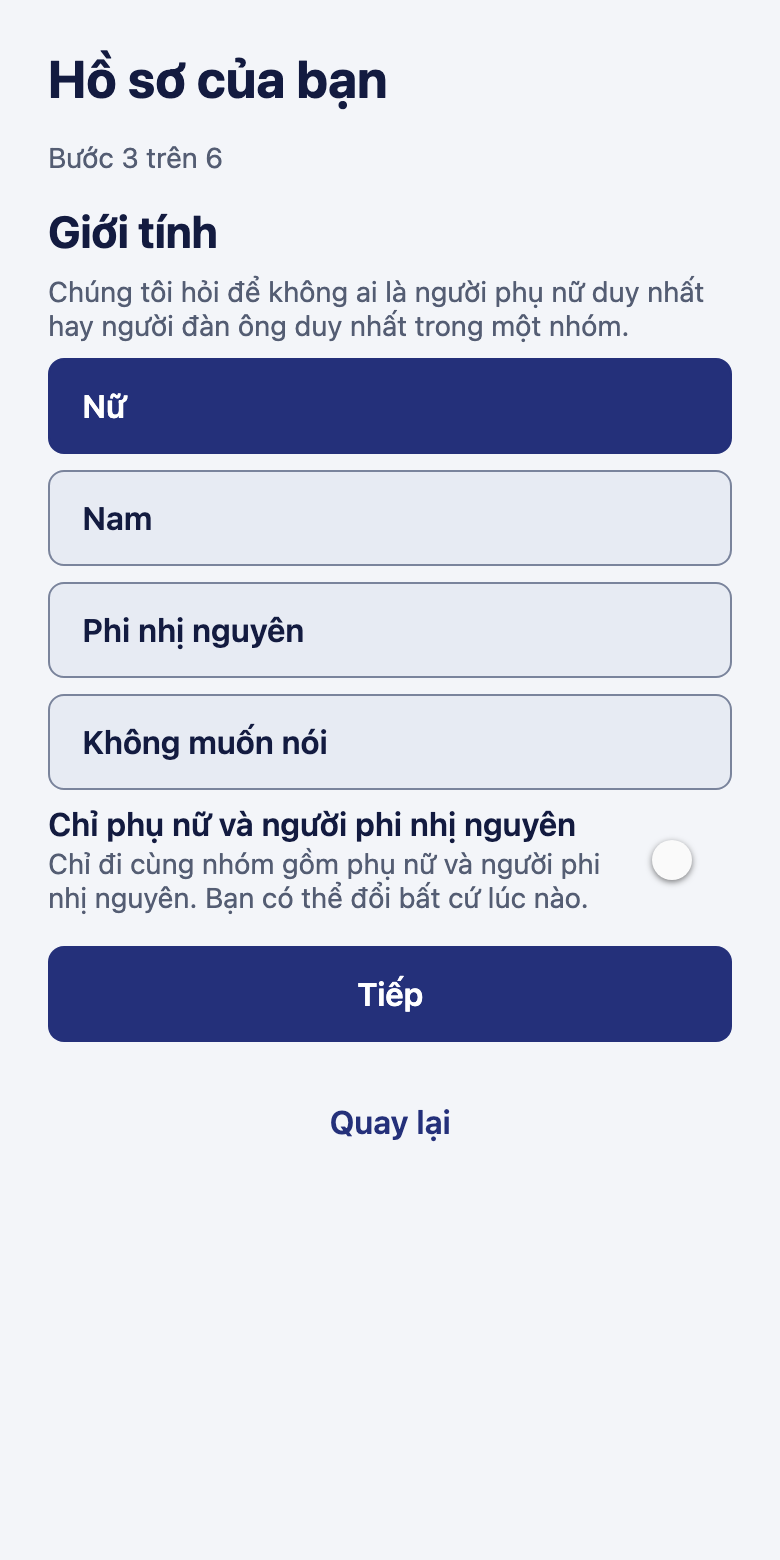 Hồ sơ của bạn
Bước 3 trên 6
Giới tính
Chúng tôi hỏi để không ai là người phụ nữ duy nhất
hay người đàn ông duy nhất trong một nhóm.
Nữ
Nam
Phi nhị nguyên
Không muốn nói
Chỉ phụ nữ và người phi nhị nguyên
Chỉ đi cùng nhóm gồm phụ nữ và người phi
nhị nguyên. Bạn có thể đổi bất cứ lúc nào.
Tiếp
Quay lại